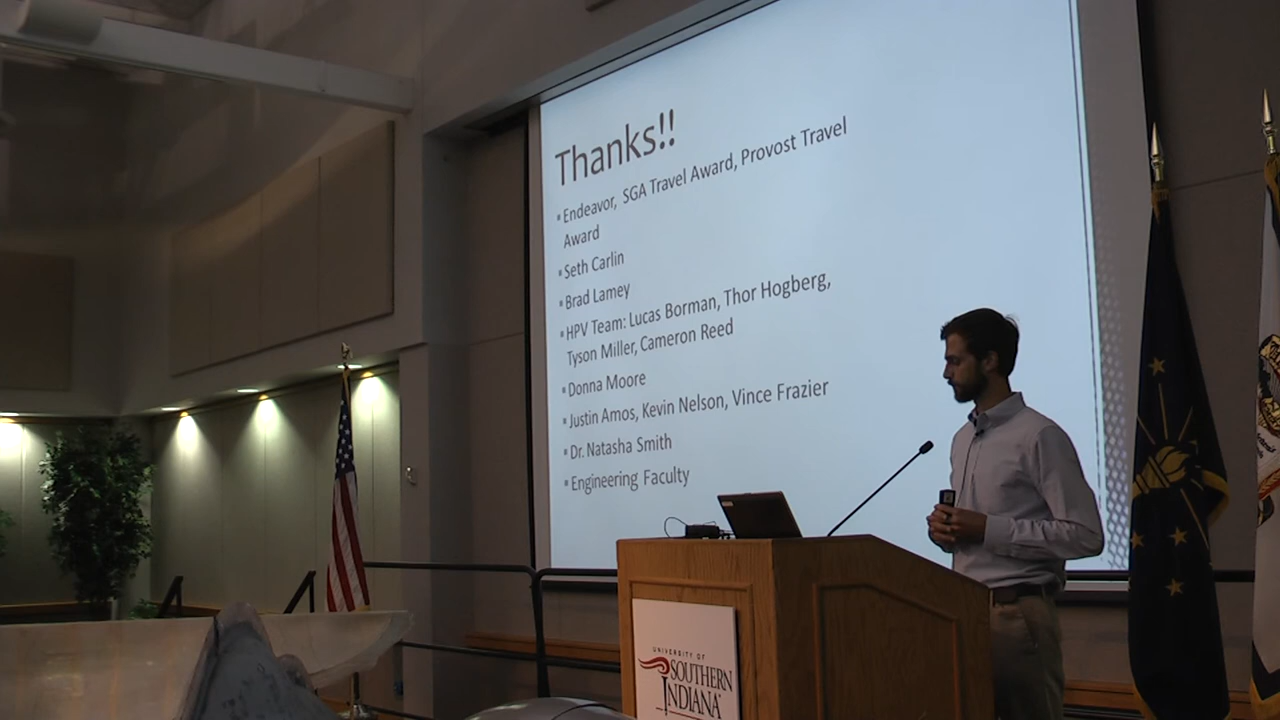 Thanks!!
▪Endeavor, SGA Travel Award, Provost Travel
Award
▪Seth Carlin
▪Brad Lamey
▪HPV Team: Lucas Borman, Thor Hogberg,
Tyson Miller, Cameron Reed
▪Donna Moore
▪Justin Amos, Kevin Nelson, Vince Frazier
▪Dr. Natasha Smith
▪Engineering Faculty
UNIVERSITY OF
SOUTHERN
INDIANA